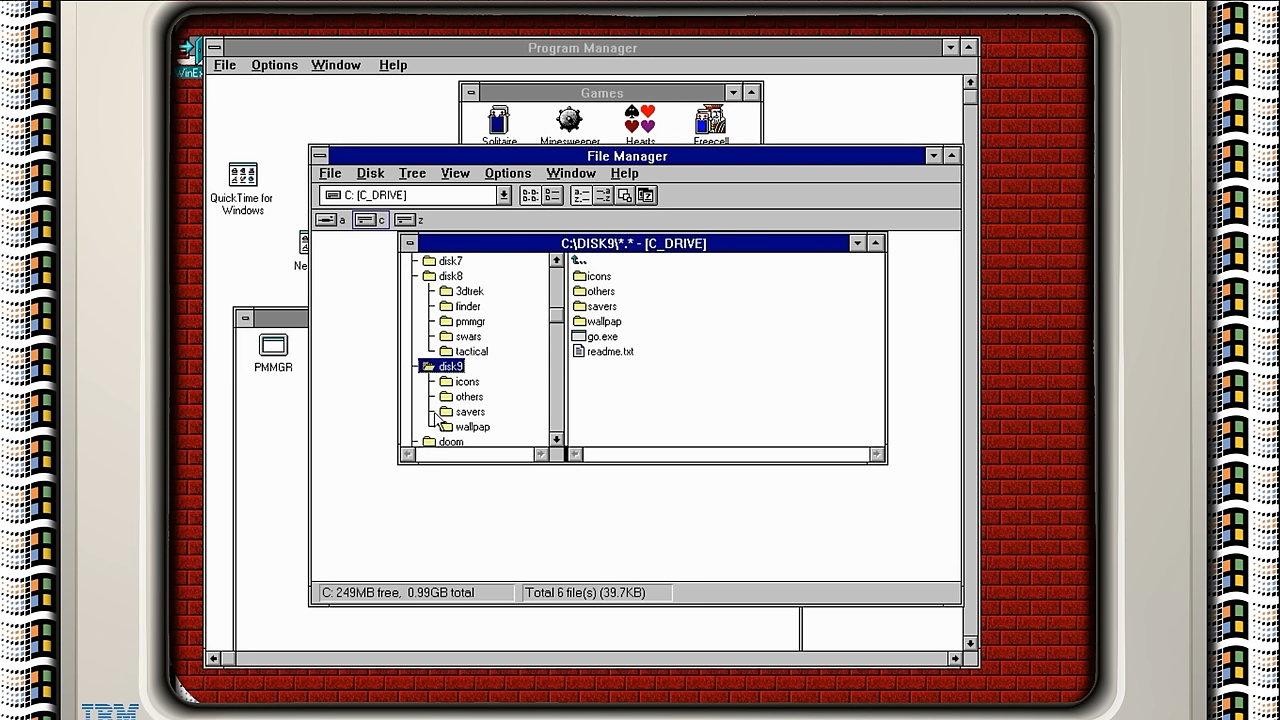 Program Manager
File Options Window Help
Games
Solitaire Minesweeper Hearts Freecell
File Manager
File Disk Tree View Options Window Help
C: [C_DRIVE]
a c z
QuickTime for
Windows
C:\DISK9\*.* - [C_DRIVE]
disk7
disk8
3dtrek
finder
pmmgr
swars
tactical
disk9
icons
others
savers
wallpap
doom
icons
others
savers
wallpap
go.exe
readme.txt
Ne
PMMGR
C: 249MB free, 0.99GB total
Total 6 file(s) (39.7KB)
IBM